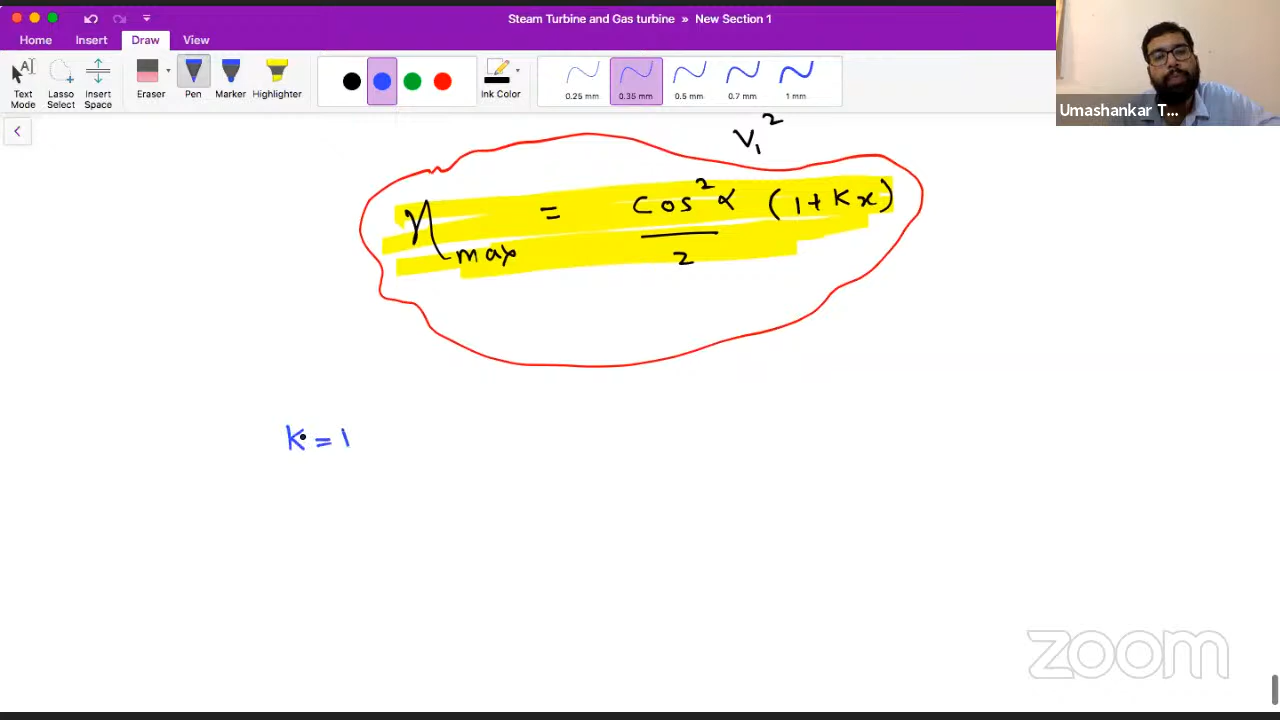 Steam Turbine and Gas turbine » New Section 1
Home Insert Draw View
Text Mode
Lasso Select
Insert Space
Eraser
Pen
Marker
Highlighter
Ink Color
0.25 mm
0.35 mm
0.5 mm
0.7 mm
1 mm
Umashankar T...
V₁²
η_max = cos²α/2 (1+Kx)
K = 1
zoom